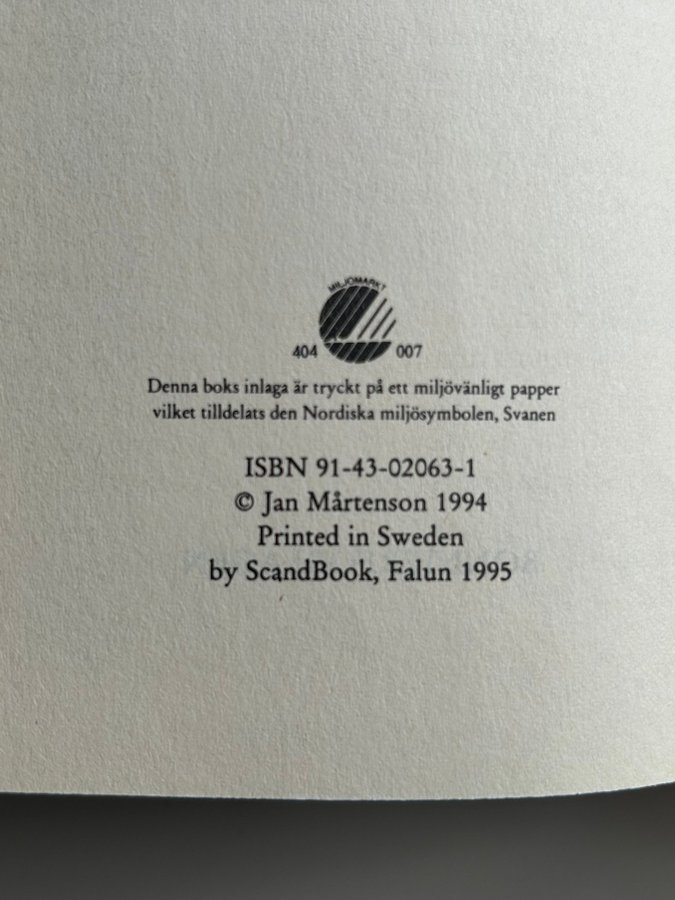 MILJÖMÄRKT
404 007
Denna boks inlaga är tryckt på ett miljövänligt papper
vilket tilldelats den Nordiska miljösymbolen, Svanen
ISBN 91-43-02063-1
© Jan Mårtenson 1994
Printed in Sweden
by ScandBook, Falun 1995